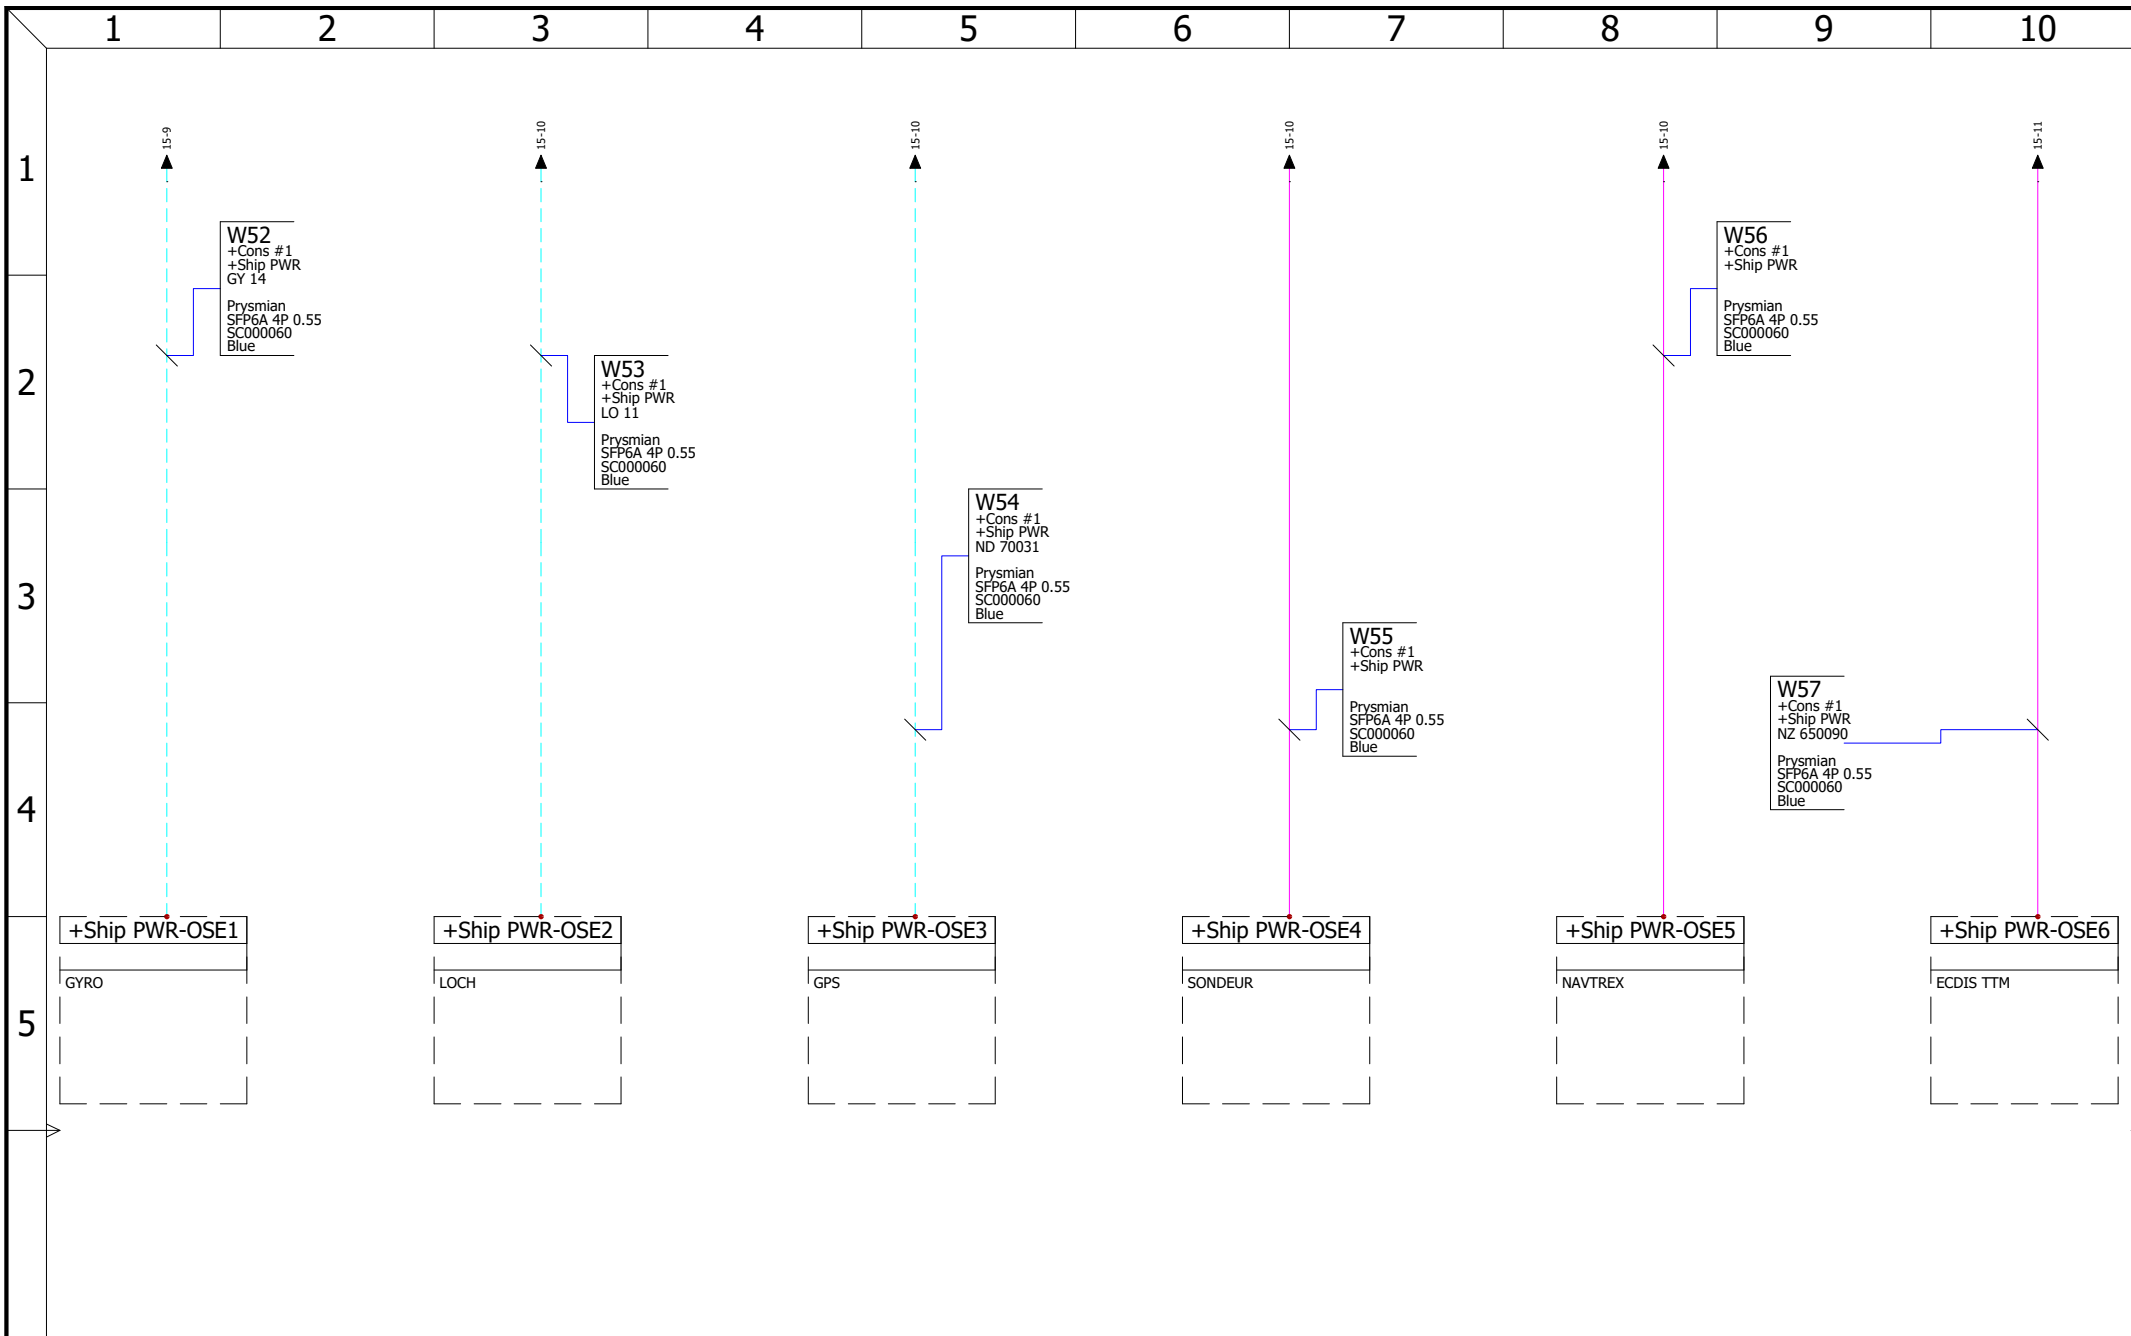 1 2 3 4 5 6 7 8 9 10
1
2
3
4
5
15-9
15-10
15-10
15-10
15-10
15-11
W52
+Cons #1
+Ship PWR
GY 14
Prysmian
SFP6A 4P 0.55
SC000060
Blue
W53
+Cons #1
+Ship PWR
LO 11
Prysmian
SFP6A 4P 0.55
SC000060
Blue
W54
+Cons #1
+Ship PWR
ND 70031
Prysmian
SFP6A 4P 0.55
SC000060
Blue
W55
+Cons #1
+Ship PWR
Prysmian
SFP6A 4P 0.55
SC000060
Blue
W56
+Cons #1
+Ship PWR
Prysmian
SFP6A 4P 0.55
SC000060
Blue
W57
+Cons #1
+Ship PWR
NZ 650090
Prysmian
SFP6A 4P 0.55
SC000060
Blue
+Ship PWR-OSE1
GYRO
+Ship PWR-OSE2
LOCH
+Ship PWR-OSE3
GPS
+Ship PWR-OSE4
SONDEUR
+Ship PWR-OSE5
NAVTREX
+Ship PWR-OSE6
ECDIS TTM